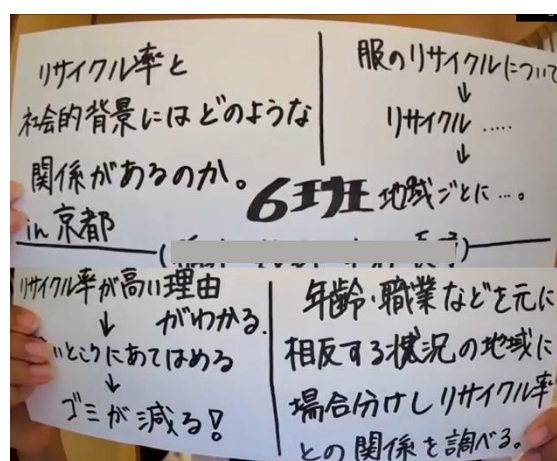 リサイクル率と
社会的背景にはどのような
関係があるのか。
in 京都
服のリサイクルについて
↓
リサイクル .....
↓
地域ごとに…。
6班
リサイクル率が高い理由
がわかる。
↓
いところにあてはめる
↓
ゴミが減る!
年齢・職業などを元に
相反する状況の地域に
場合分けしリサイクル率
との関係を調べる。